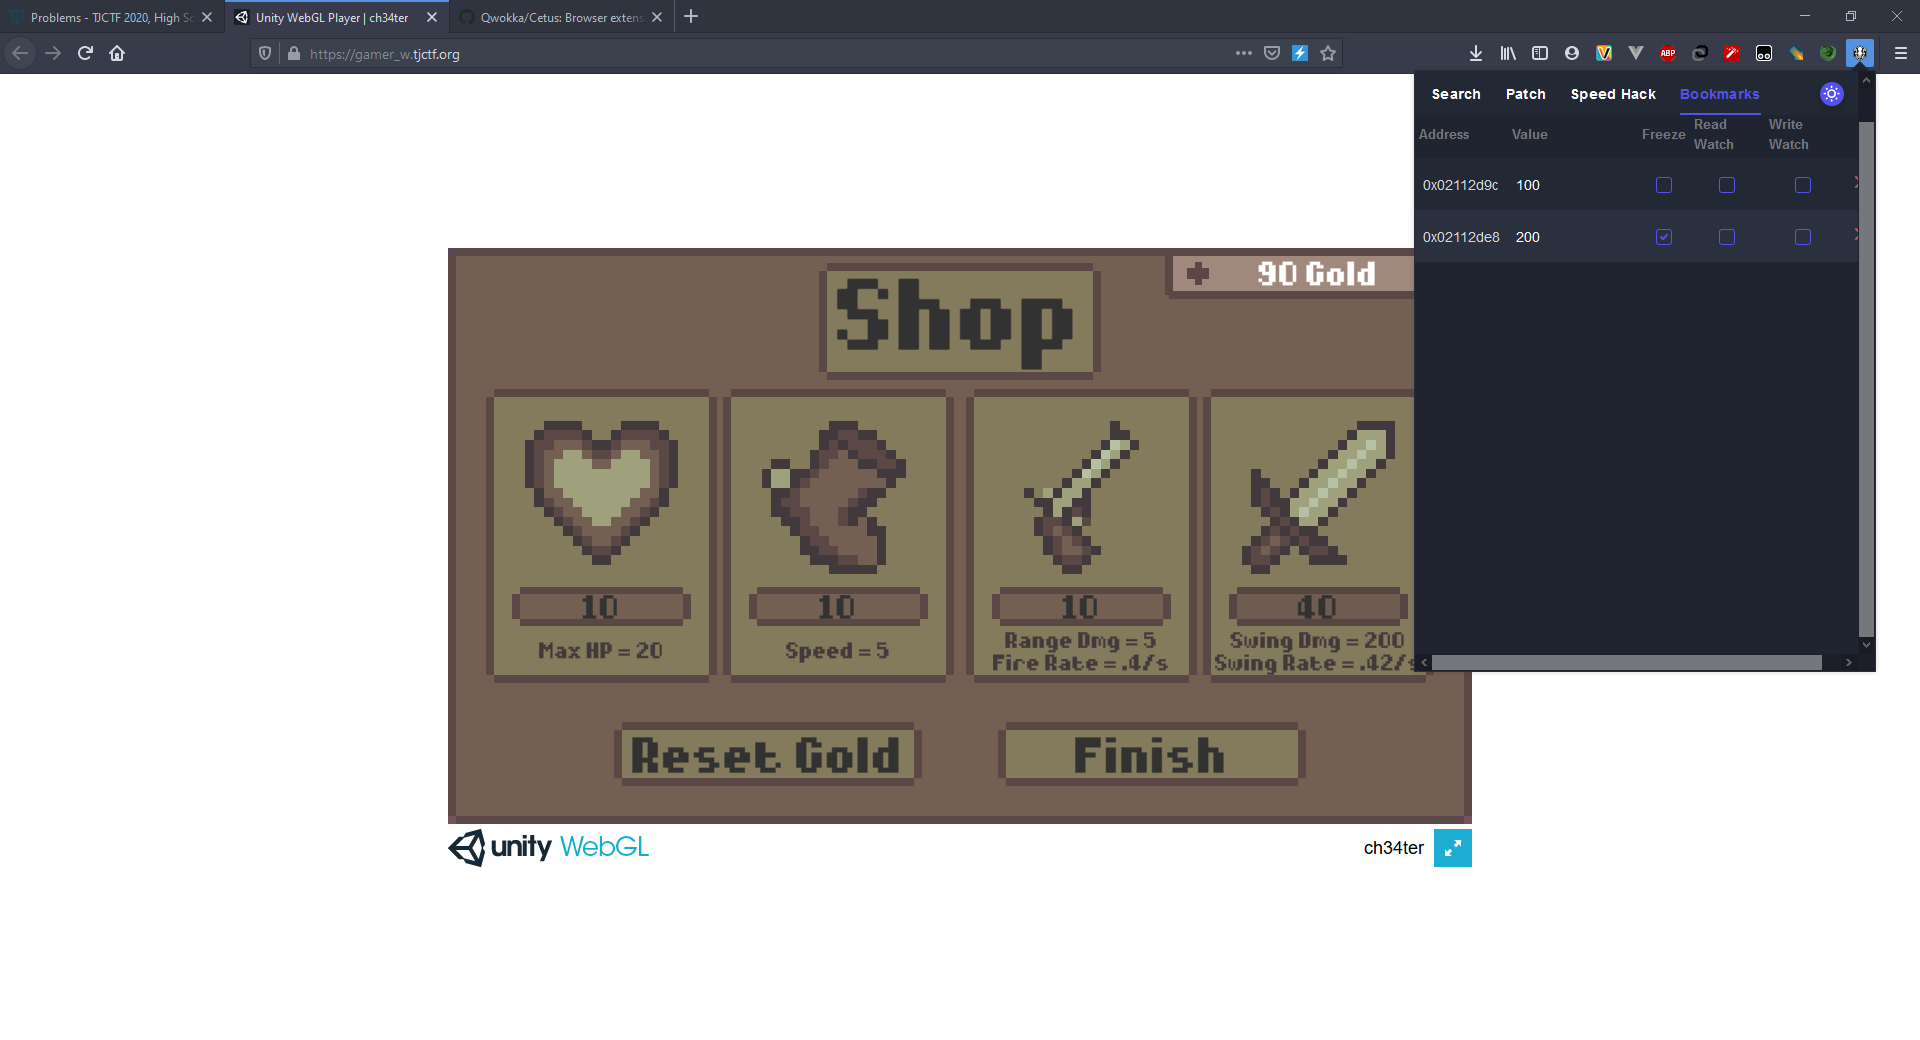 Problems - TJCTF 2020, High Sc
Unity WebGL Player | ch34ter
Qwokka/Cetus: Browser extens
https://gamer_w.tjctf.org
ABP
Search Patch Speed Hack Bookmarks
Address Value Freeze Read Watch Write Watch
0x02112d9c 100
0x02112de8 200
90 Gold
Shop
10
Max HP = 20
10
Speed = 5
10
Range Dmg = 5
Fire Rate = .4/s
40
Swing Dmg = 200
Swing Rate = .42/s
Reset Gold
Finish
unity WebGL
ch34ter